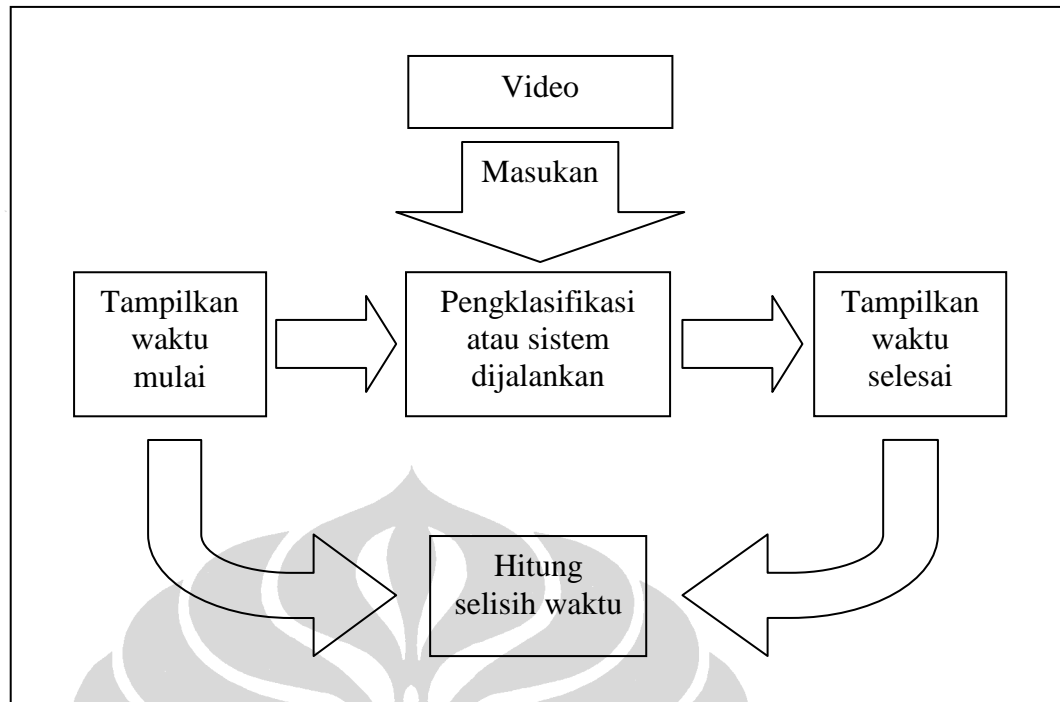 Video
Masukan
Tampilkan
waktu
mulai
Pengklasifikasi
atau sistem
dijalankan
Tampilkan
waktu
selesai
Hitung
selisih waktu